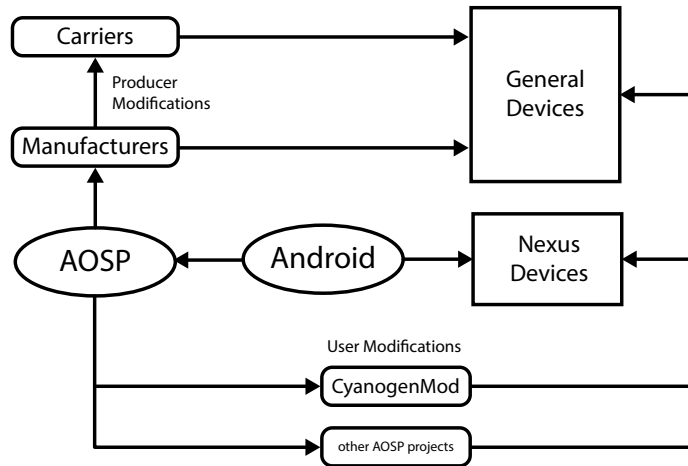 Carriers
Producer
Modifications
General
Devices
Manufacturers
AOSP
Android
Nexus
Devices
User Modifications
CyanogenMod
other AOSP projects